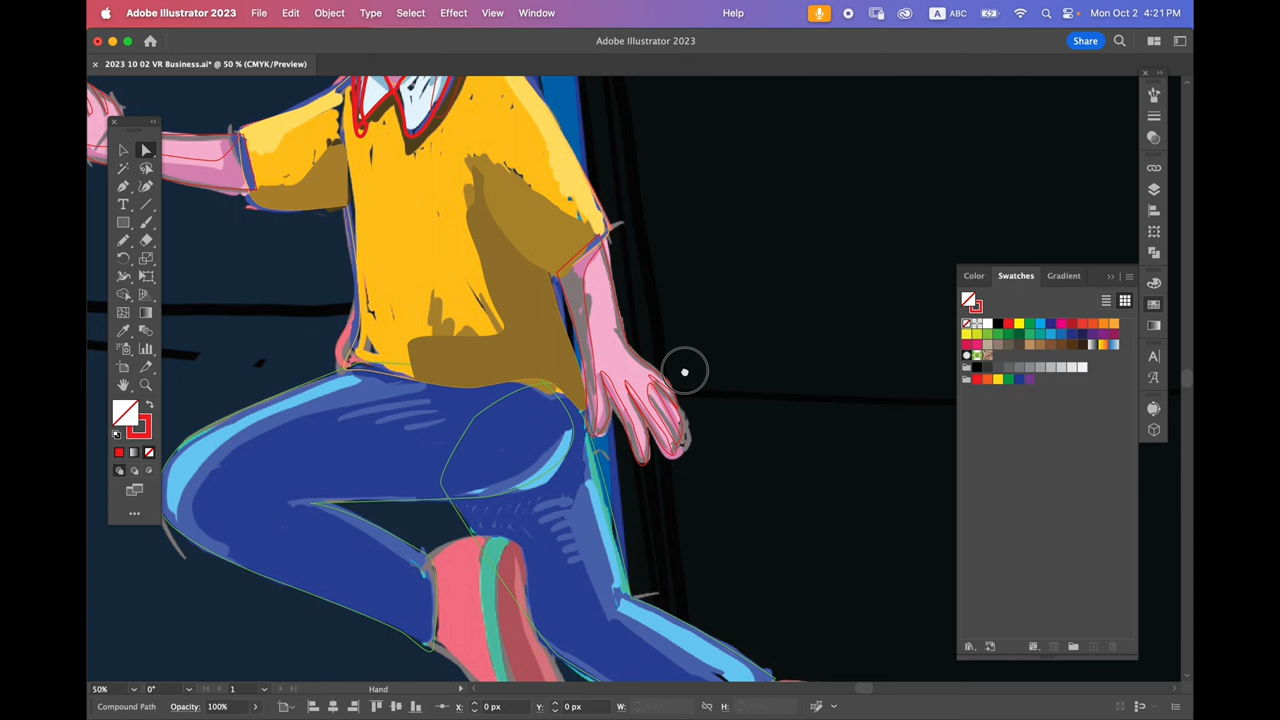 Adobe Illustrator 2023 File Edit Object Type Select Effect View Window Help A ABC Mon Oct 2 4:21 PM
Adobe Illustrator 2023 Share
× 2023 10 02 VR Business.ai* @ 50 % (CMYK/Preview)
Color Swatches Gradient
50% 0° 1 Hand
Compound Path Opacity: 100% X: 0 px Y: 0 px W: H: